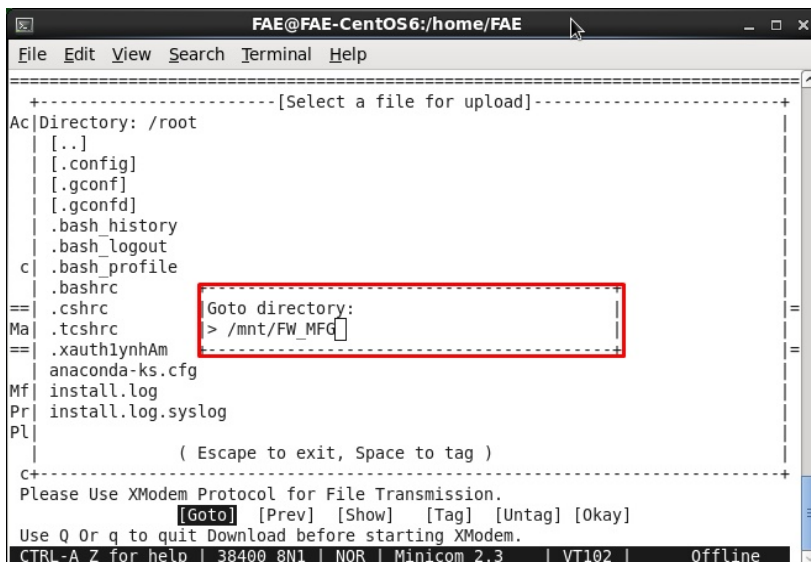 FAE@FAE-CentOS6:/home/FAE
File Edit View Search Terminal Help
================================================================================
+------------------------[Select a file for upload]-------------------------+
Ac|Directory: /root
| [..] |
| [.config] |
| [.gconf] |
| [.gconfd] |
| .bash_history |
| .bash_logout |
c| .bash_profile |
| .bashrc +-----------------------------------------+ |
==| .cshrc |Goto directory: | |=
Ma| .tcshrc |> /mnt/FW_MFG | |
==| .xauth1ynhAm +-----------------------------------------+ |=
| anaconda-ks.cfg |
Mf| install.log |
Pr| install.log.syslog |
Pl| |
| ( Escape to exit, Space to tag ) |
c+---------------------------------------------------------------------------+
Please Use XModem Protocol for File Transmission.
[Goto] [Prev] [Show] [Tag] [Untag] [Okay]
Use Q Or q to quit Download before starting XModem.
CTRL-A Z for help | 38400 8N1 | NOR | Minicom 2.3 | VT102 | Offline